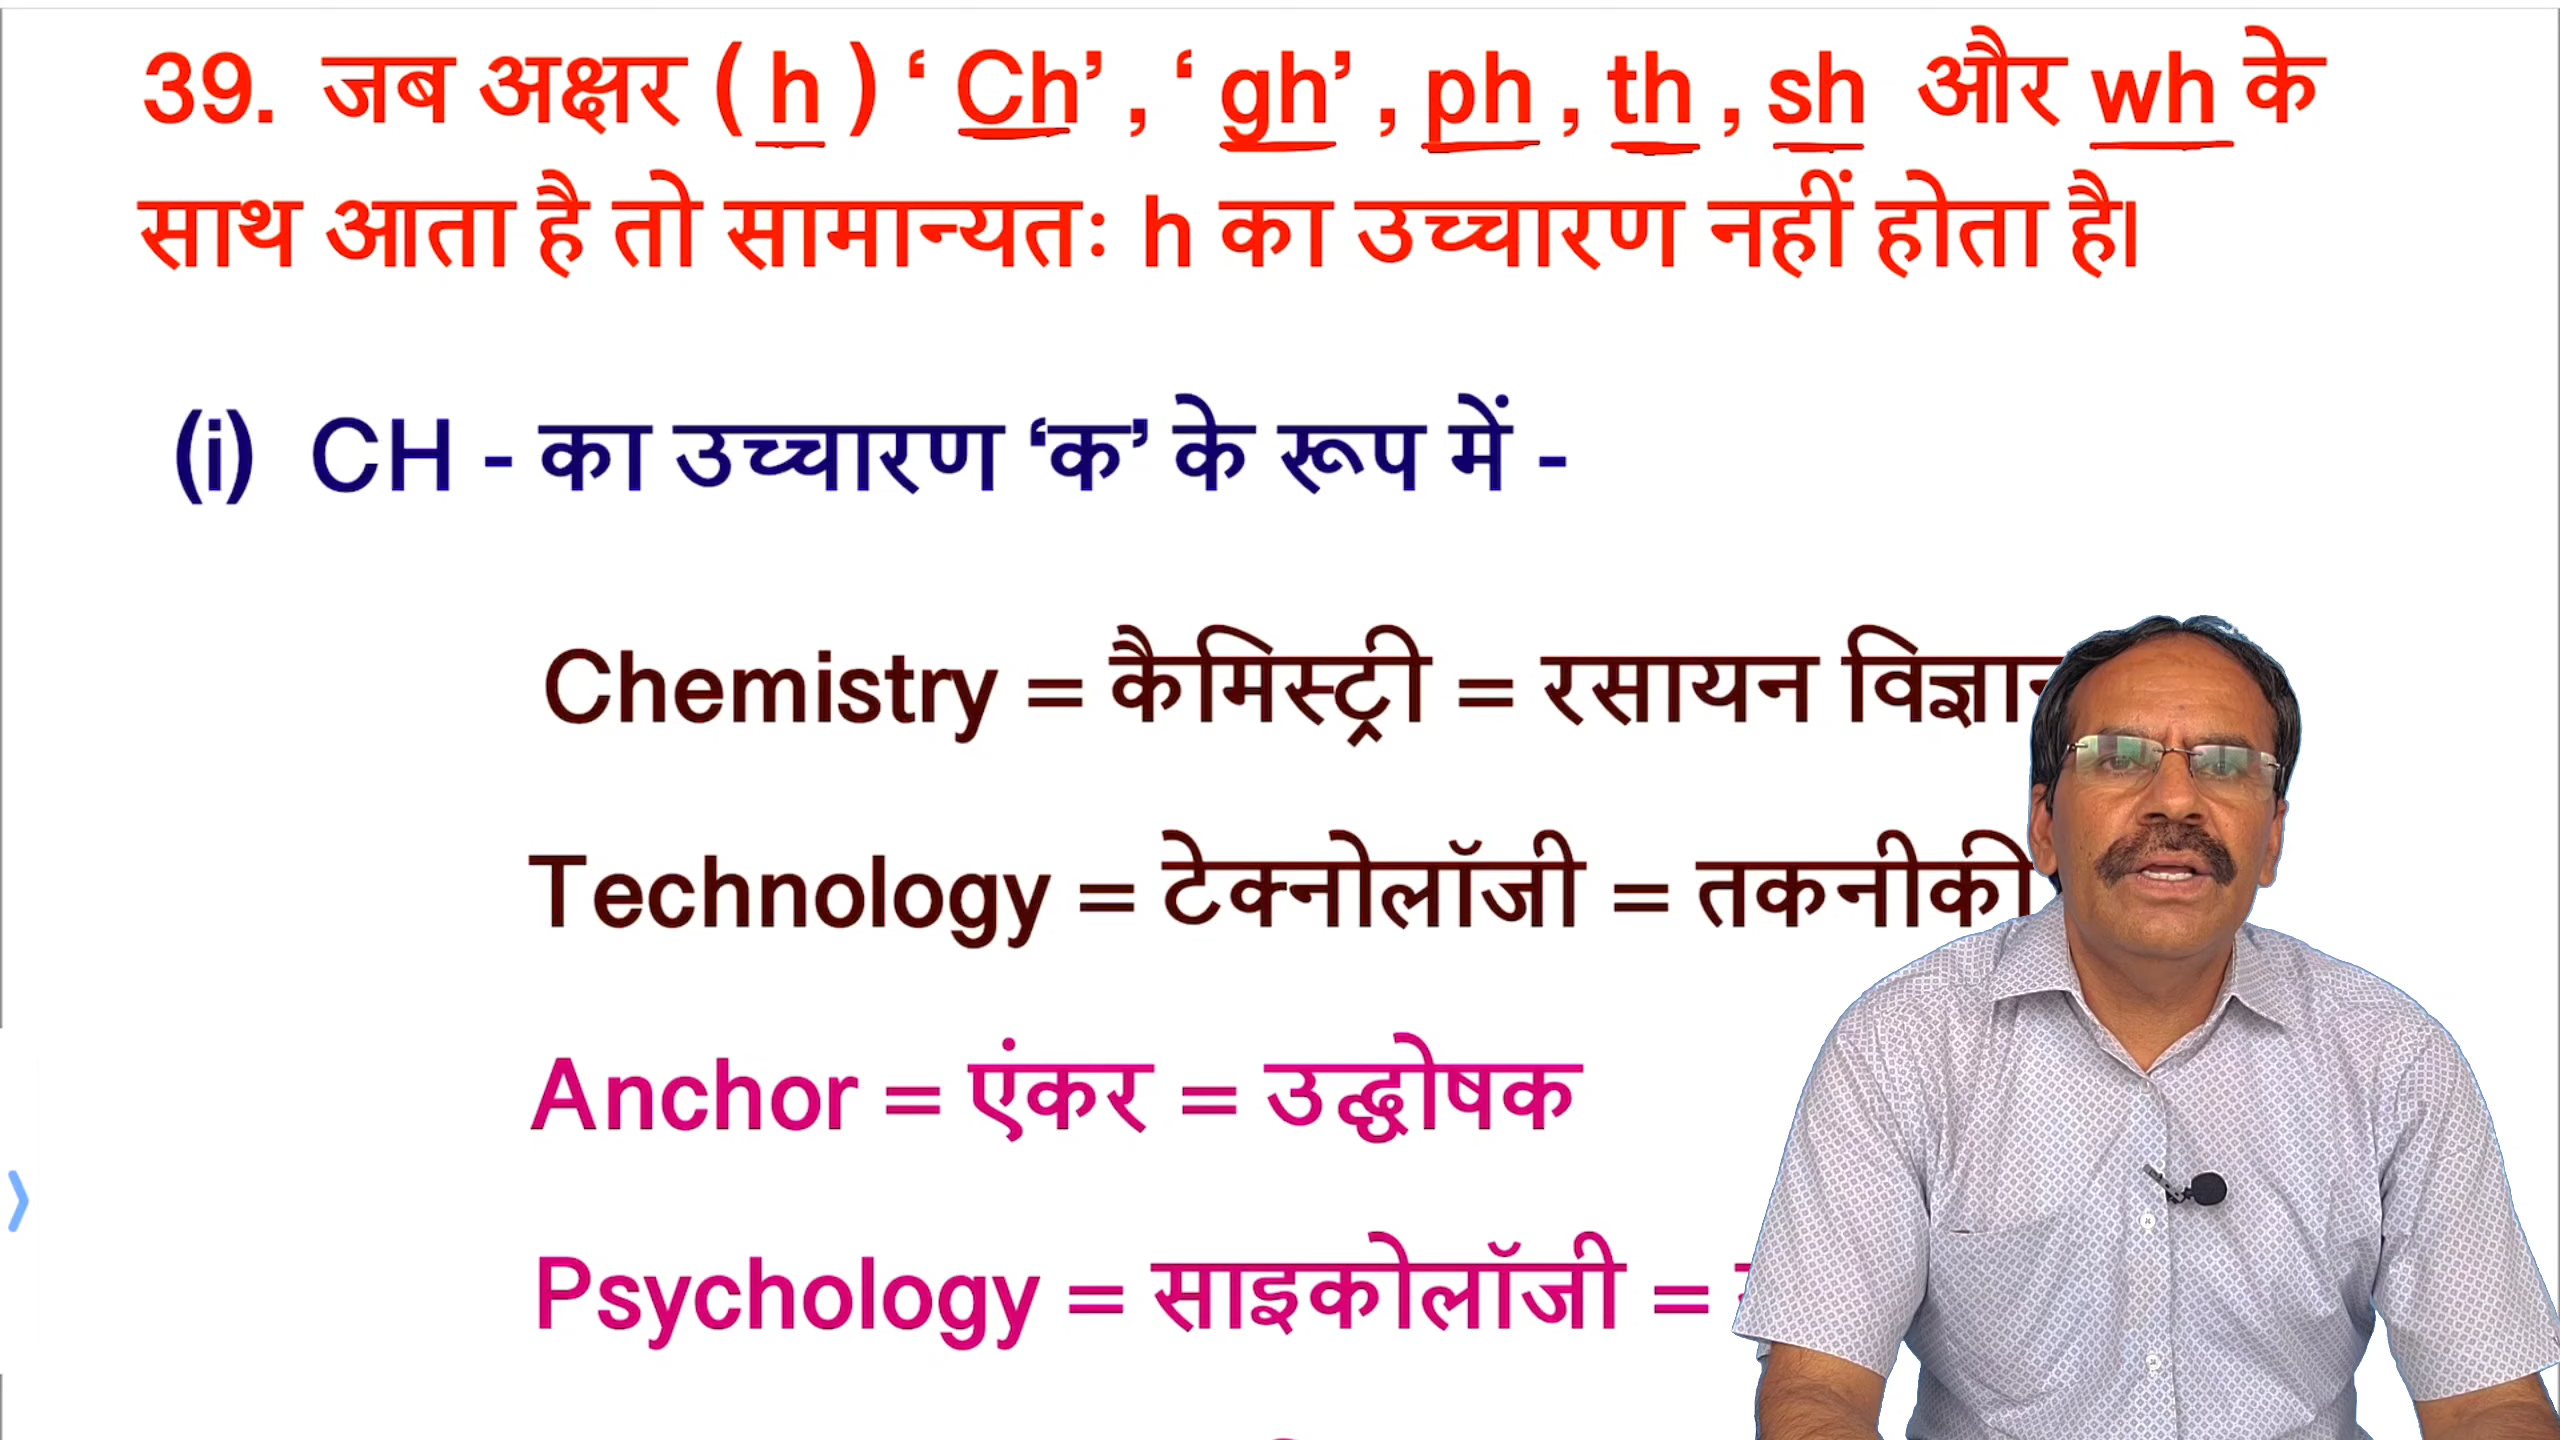 39. जब अक्षर ( h ) ‘ Ch’ , ‘ gh’ , ph , th , sh और wh के
साथ आता है तो सामान्यतः h का उच्चारण नहीं होता है।
(i) CH - का उच्चारण ‘क’ के रूप में -
Chemistry = कैमिस्ट्री = रसायन विज्ञान
Technology = टेक्नोलॉजी = तकनीकी
Anchor = एंकर = उद्घोषक
Psychology = साइकोलॉजी =